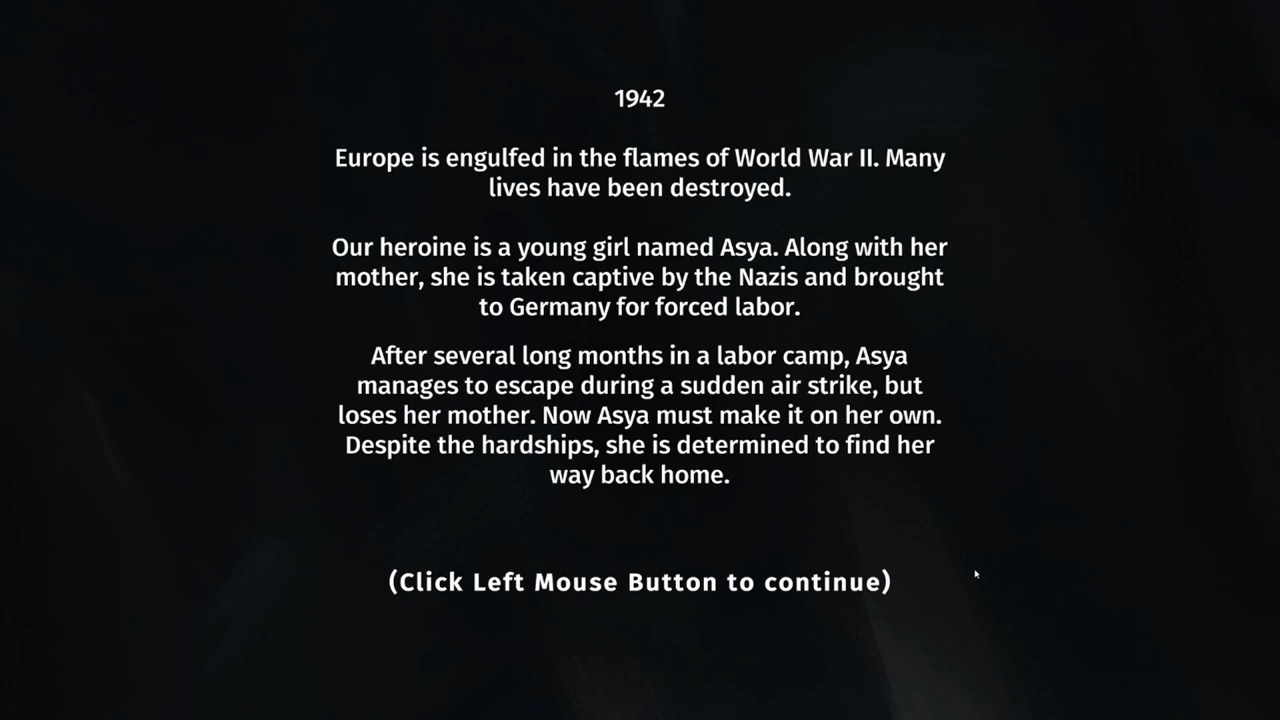 1942
Europe is engulfed in the flames of World War II. Many
lives have been destroyed.
Our heroine is a young girl named Asya. Along with her
mother, she is taken captive by the Nazis and brought
to Germany for forced labor.
After several long months in a labor camp, Asya
manages to escape during a sudden air strike, but
loses her mother. Now Asya must make it on her own.
Despite the hardships, she is determined to find her
way back home.
(Click Left Mouse Button to continue)